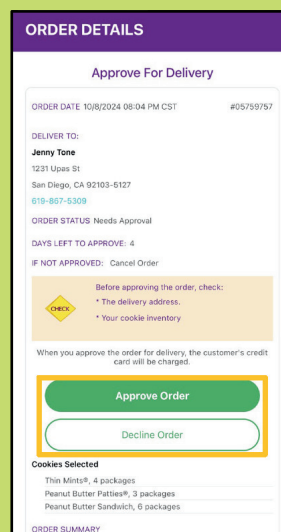 ORDER DETAILS
Approve For Delivery
ORDER DATE 10/8/2024 08:04 PM CST #05759757
DELIVER TO:
Jenny Tone
1231 Upas St
San Diego, CA 92103-5127
619-867-5309
ORDER STATUS Needs Approval
DAYS LEFT TO APPROVE: 4
IF NOT APPROVED: Cancel Order
CHECK
Before approving the order, check:
* The delivery address.
* Your cookie inventory
When you approve the order for delivery, the customer's credit
card will be charged.
Approve Order
Decline Order
Cookies Selected
Thin Mints®, 4 packages
Peanut Butter Patties®, 3 packages
Peanut Butter Sandwich, 6 packages
ORDER SUMMARY